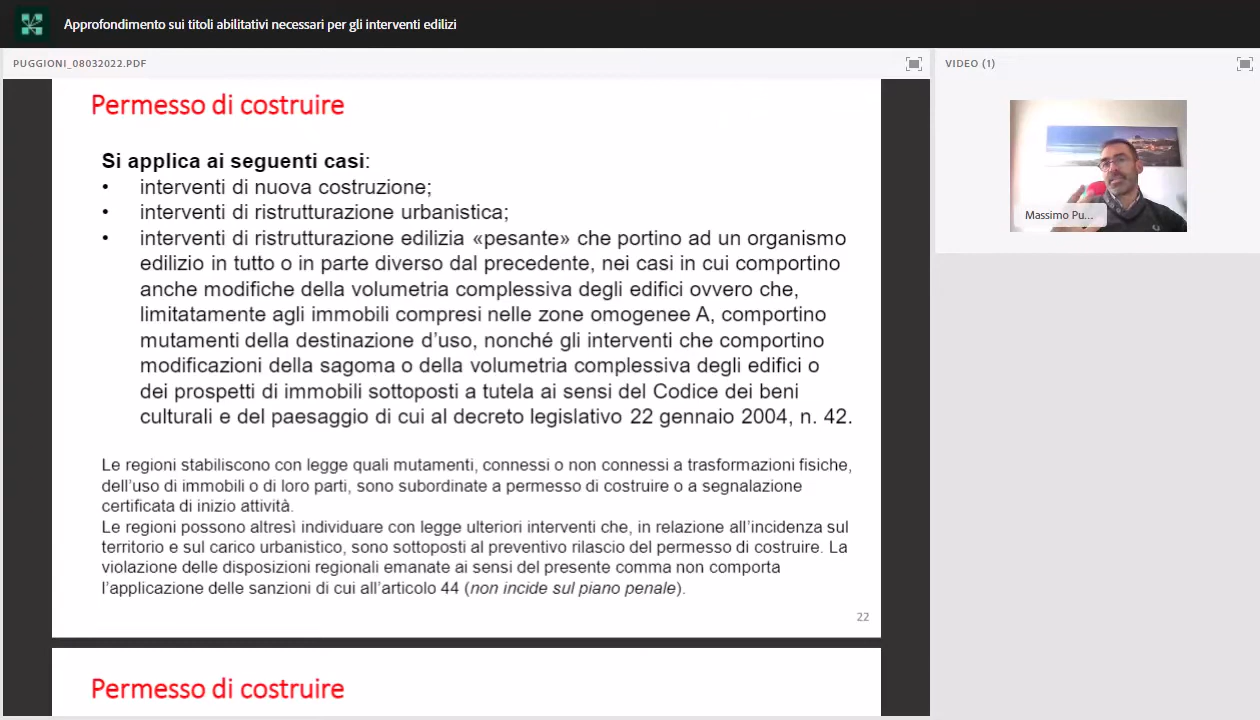 Approfondimento sui titoli abilitativi necessari per gli interventi edilizi
PUGGIONI_08032022.PDF
VIDEO (1)
Permesso di costruire
Si applica ai seguenti casi:
• interventi di nuova costruzione;
• interventi di ristrutturazione urbanistica;
• interventi di ristrutturazione edilizia «pesante» che portino ad un organismo
edilizio in tutto o in parte diverso dal precedente, nei casi in cui comportino
anche modifiche della volumetria complessiva degli edifici ovvero che,
limitatamente agli immobili compresi nelle zone omogenee A, comportino
mutamenti della destinazione d'uso, nonché gli interventi che comportino
modificazioni della sagoma o della volumetria complessiva degli edifici o
dei prospetti di immobili sottoposti a tutela ai sensi del Codice dei beni
culturali e del paesaggio di cui al decreto legislativo 22 gennaio 2004, n. 42.
Le regioni stabiliscono con legge quali mutamenti, connessi o non connessi a trasformazioni fisiche,
dell'uso di immobili o di loro parti, sono subordinate a permesso di costruire o a segnalazione
certificata di inizio attività.
Le regioni possono altresì individuare con legge ulteriori interventi che, in relazione all'incidenza sul
territorio e sul carico urbanistico, sono sottoposti al preventivo rilascio del permesso di costruire. La
violazione delle disposizioni regionali emanate ai sensi del presente comma non comporta
l'applicazione delle sanzioni di cui all'articolo 44 (non incide sul piano penale).
22
Permesso di costruire
Massimo Pu...